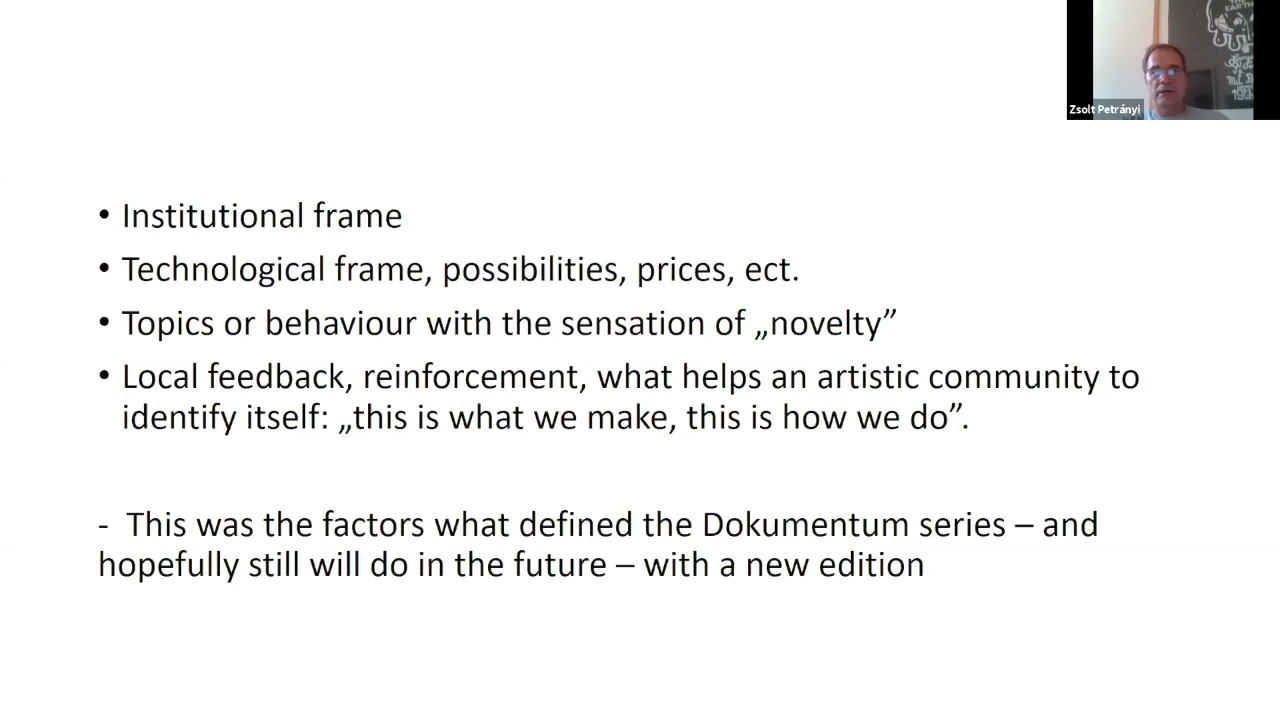 THE
EARTH
Zsolt Petrányi
• Institutional frame
• Technological frame, possibilities, prices, ect.
• Topics or behaviour with the sensation of „novelty”
• Local feedback, reinforcement, what helps an artistic community to
identify itself: „this is what we make, this is how we do”.
- This was the factors what defined the Dokumentum series – and
hopefully still will do in the future – with a new edition